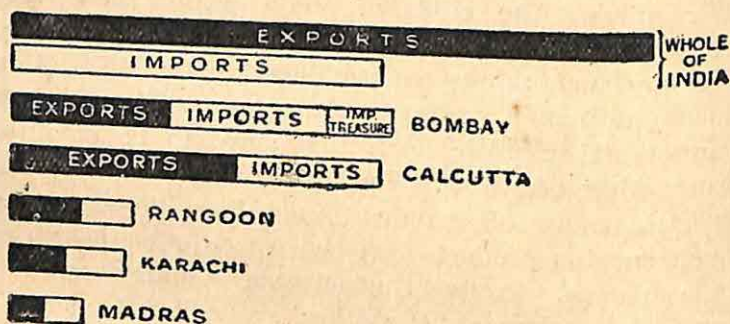 EXPORTS
IMPORTS
WHOLE
OF
INDIA
EXPORTS IMPORTS IMP. TREASURE BOMBAY
EXPORTS IMPORTS CALCUTTA
RANGOON
KARACHI
MADRAS